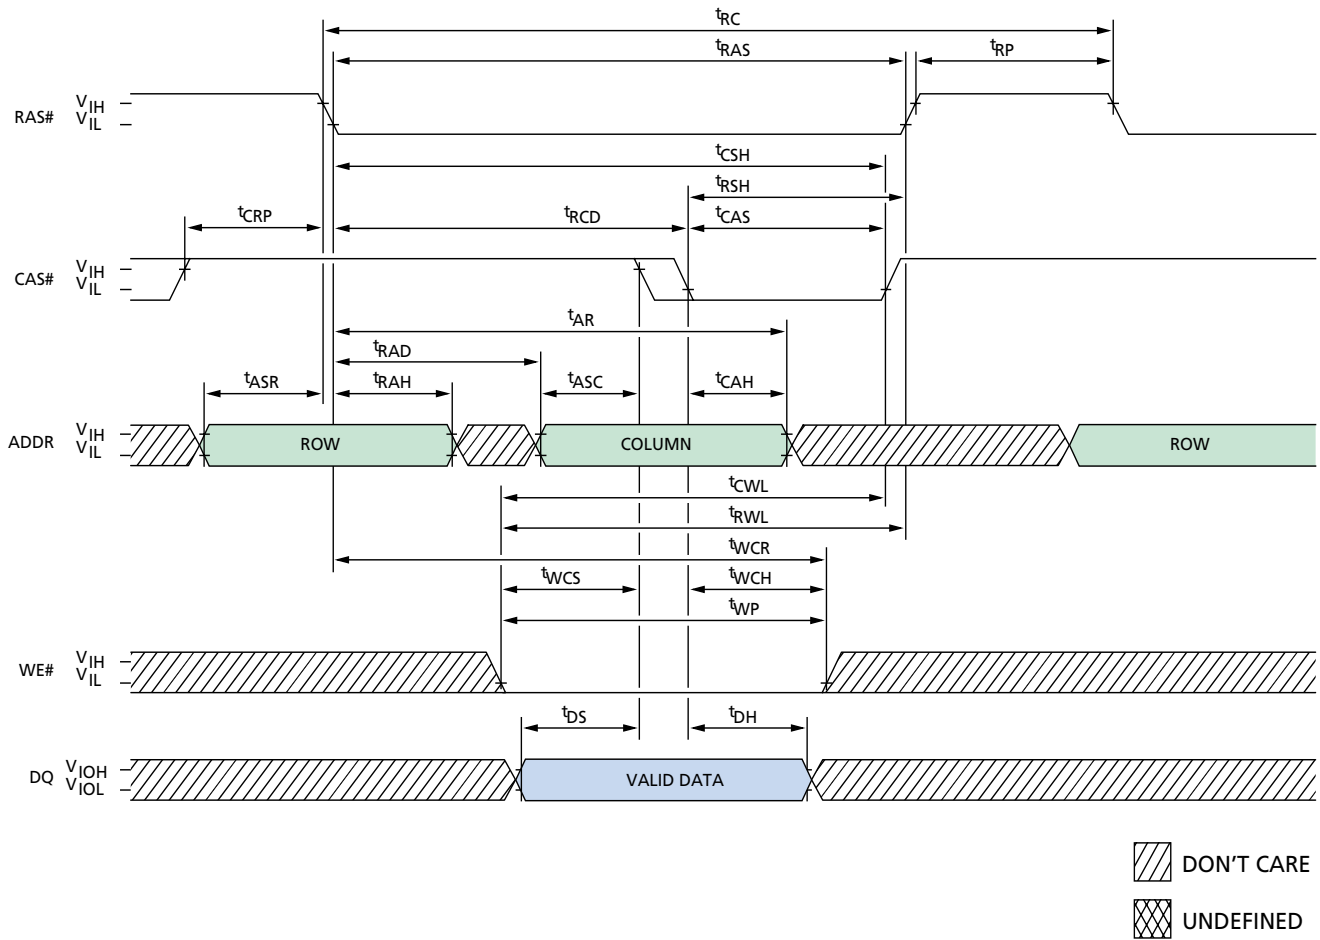 tRC
tRAS
tRP
RAS#
VIH
VIL
tCSH
tRSH
tCRP
tRCD
tCAS
CAS#
VIH
VIL
tAR
tRAD
tASR
tRAH
tASC
tCAH
ADDR
VIH
VIL
ROW
COLUMN
ROW
tCWL
tRWL
tWCR
tWCS
tWCH
tWP
WE#
VIH
VIL
tDS
tDH
DQ
VIOH
VIOL
VALID DATA
DON'T CARE
UNDEFINED